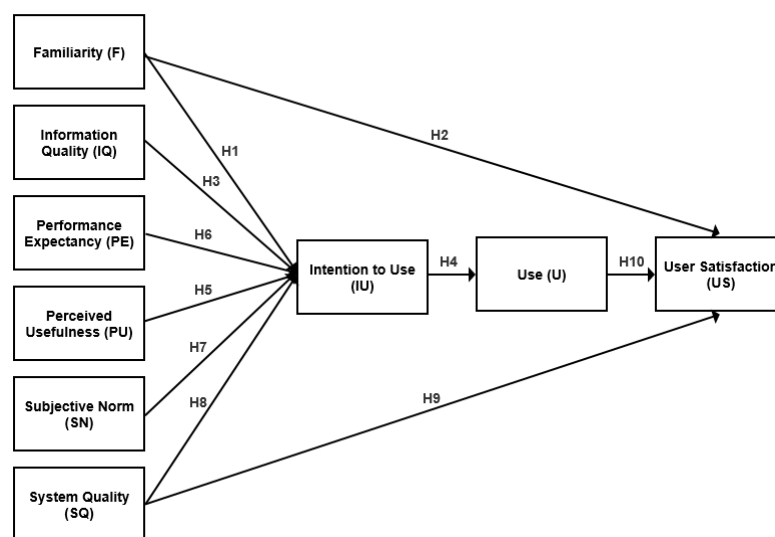 Familiarity (F)
H2
Information
Quality (IQ)
H1
H3
Performance
Expectancy (PE)
H6
Intention to Use
(IU)
H4
Use (U)
H10
User Satisfaction
(US)
H5
Perceived
Usefulness (PU)
H7
Subjective Norm
(SN)
H8
H9
System Quality
(SQ)